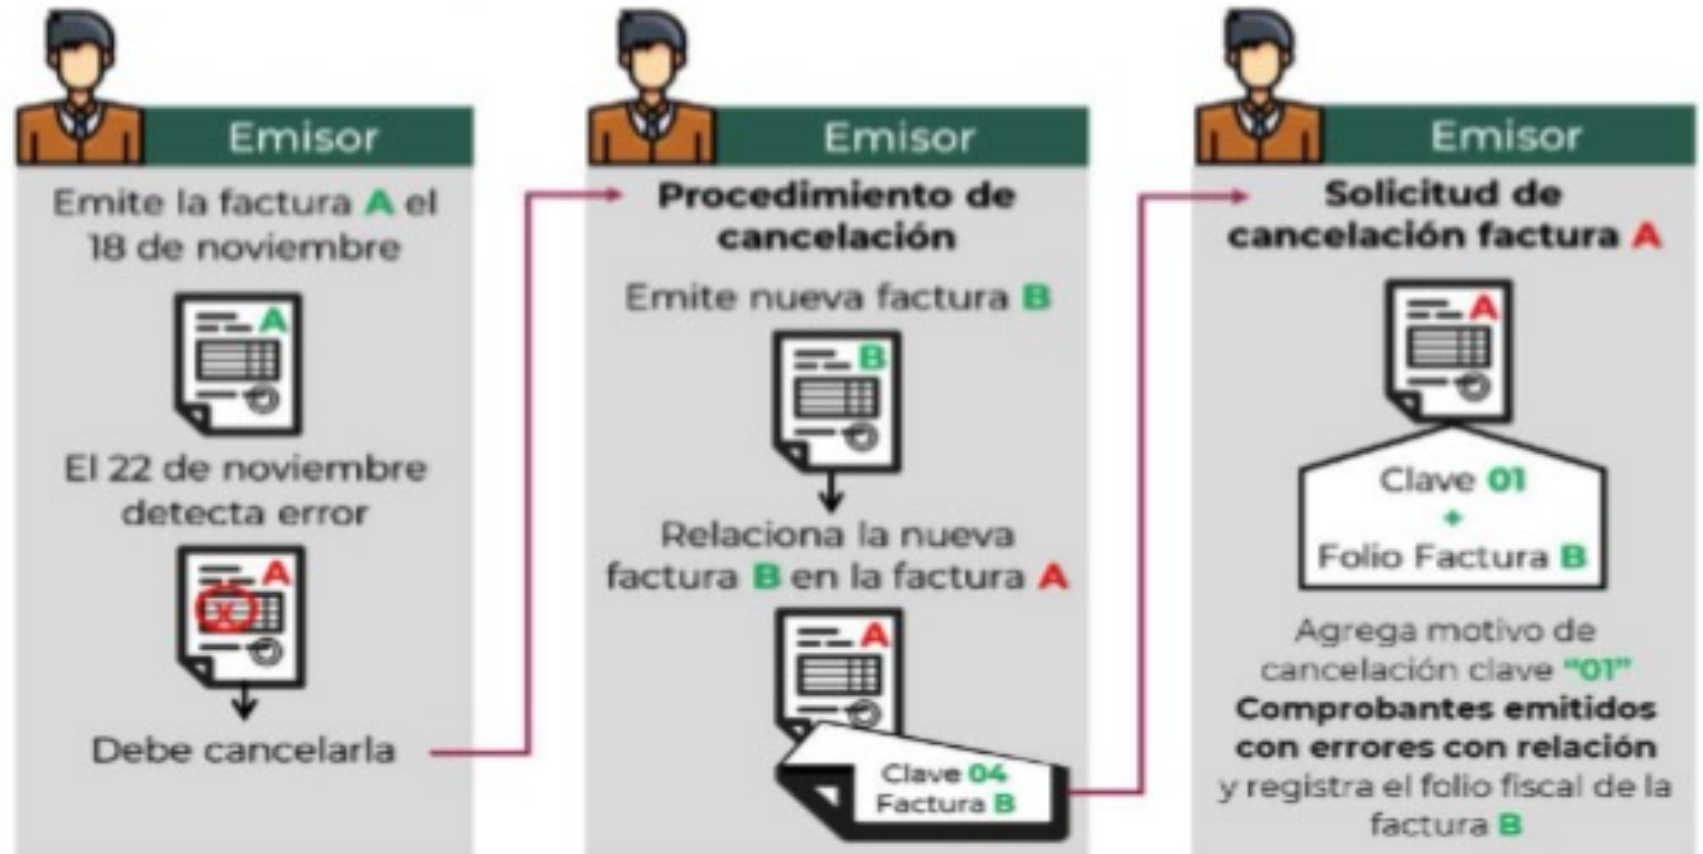 Emisor
Emite la factura A el
18 de noviembre
A
El 22 de noviembre
detecta error
A
X
Debe cancelarla
Emisor
Procedimiento de
cancelación
Emite nueva factura B
B
Relaciona la nueva
factura B en la factura A
A
Clave 04
Factura B
Emisor
Solicitud de
cancelación factura A
A
Clave 01
+
Folio Factura B
Agrega motivo de
cancelación clave “01”
Comprobantes emitidos
con errores con relación
y registra el folio fiscal de la
factura B